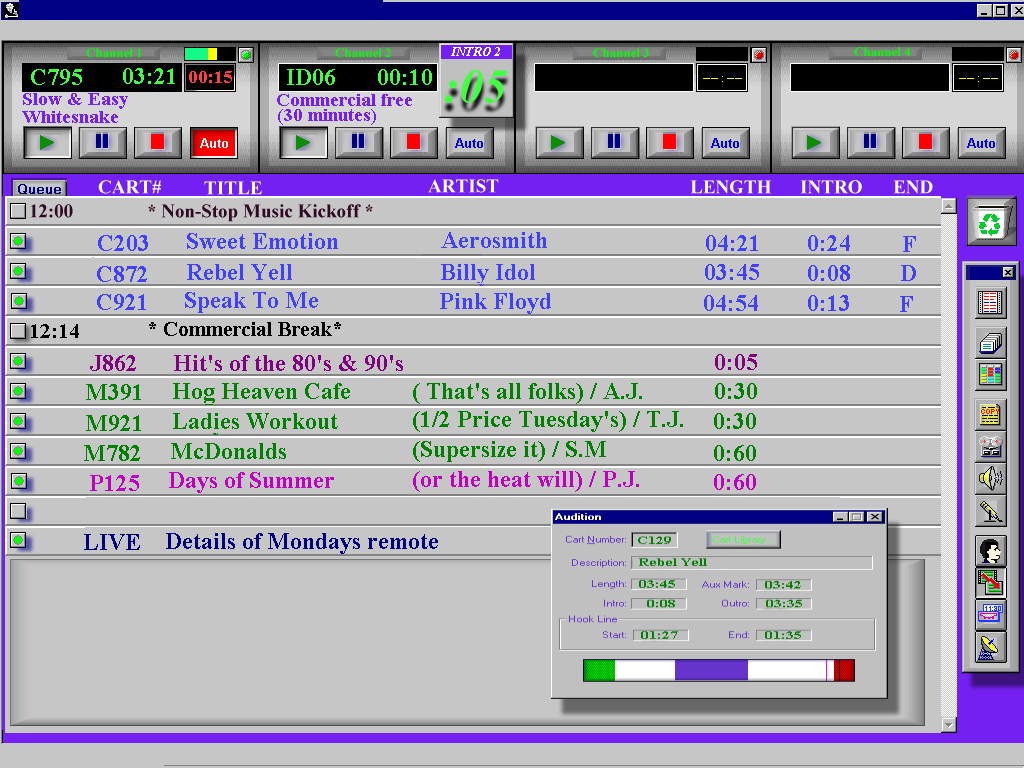 Channel 1
Channel 2
INTRO 2
Channel 3
Channel 4
C795 03:21 00:15
ID06 00:10
:05
--:--
--:--
Slow & Easy
Whitesnake
Commercial free
(30 minutes)
Auto
Auto
Auto
Auto
Queue CART# TITLE ARTIST LENGTH INTRO END
12:00 * Non-Stop Music Kickoff *
C203 Sweet Emotion Aerosmith 04:21 0:24 F
C872 Rebel Yell Billy Idol 03:45 0:08 D
C921 Speak To Me Pink Floyd 04:54 0:13 F
12:14 * Commercial Break*
J862 Hit's of the 80's & 90's 0:05
M391 Hog Heaven Cafe ( That's all folks) / A.J. 0:30
M921 Ladies Workout (1/2 Price Tuesday's) / T.J. 0:30
M782 McDonalds (Supersize it) / S.M 0:60
P125 Days of Summer (or the heat will) / P.J. 0:60
LIVE Details of Mondays remote
Audition
Cart Number: C129 Cart Library
Description: Rebel Yell
Length: 03:45 Aux Mark: 03:42
Intro: 0:08 Outro: 03:35
Hook Line
Start: 01:27 End: 01:35
COPY